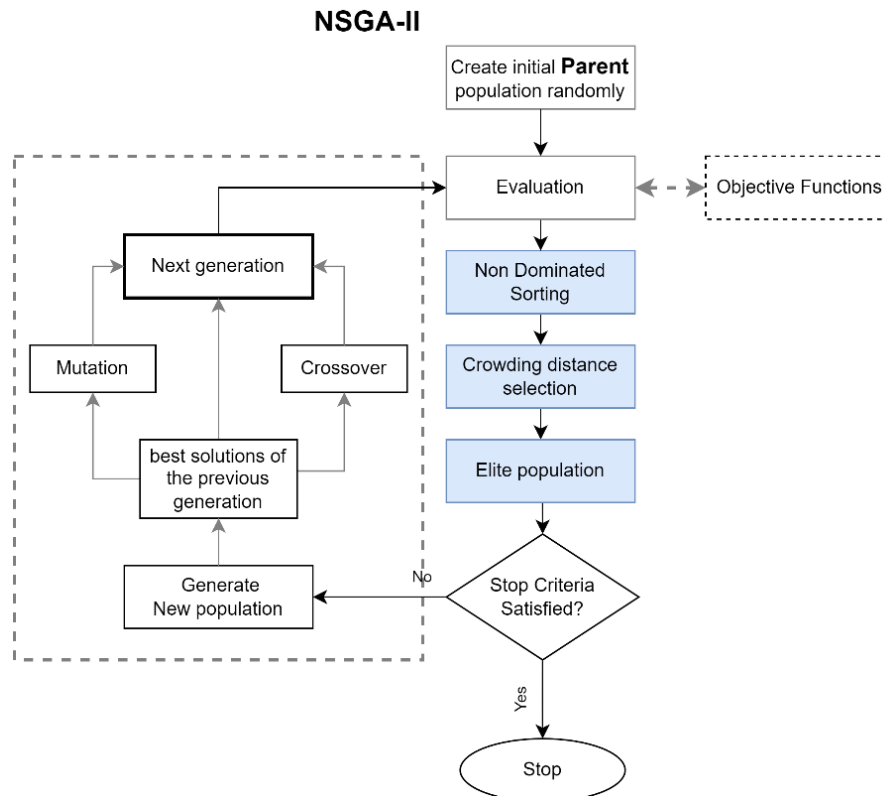 NSGA-II
Create initial Parent
population randomly
Evaluation
Objective Functions
Non Dominated
Sorting
Next generation
Mutation
Crossover
Crowding distance
selection
best solutions of
the previous
generation
Elite population
Generate
New population
No
Stop Criteria
Satisfied?
Yes
Stop